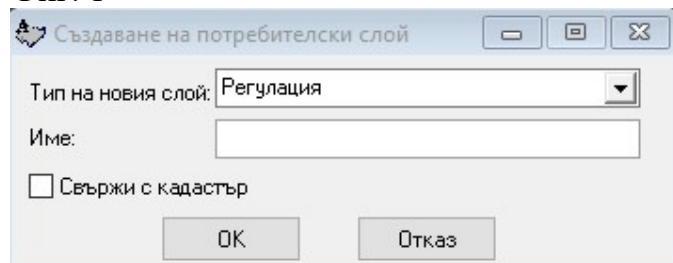 Създаване на потребителски слой
Тип на новия слой: Регулация
Име:
Свържи с кадастър
OK Отказ